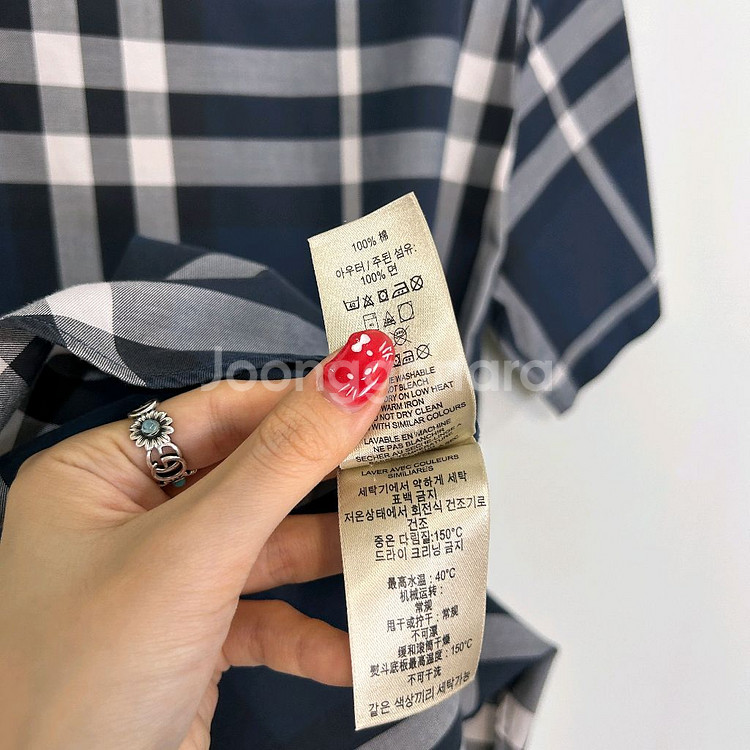 100% 棉
아우터 / 주된 섬유:
100% 면
WASHABLE
NOT BLEACH
DRY ON LOW HEAT
WARM IRON
DO NOT DRY CLEAN
WITH SIMILAR COLOURS
LAVABLE EN MACHINE
NE PAS BLANCHIR
LAVER AVEC COULEURS
SIMILIARES
세탁기에서 약하게 세탁
표백 금지
저온상태에서 회전식 건조기로
건조
중온 다림질:150°C
드라이 크리닝 금지
最高水温 : 40°C
机械运转 :
常规
甩干或拧干 : 常规
不可漂
缓和滚筒干燥
熨斗底板最高温度 : 150°C
不可干洗
같은 색상끼리 세탁가능